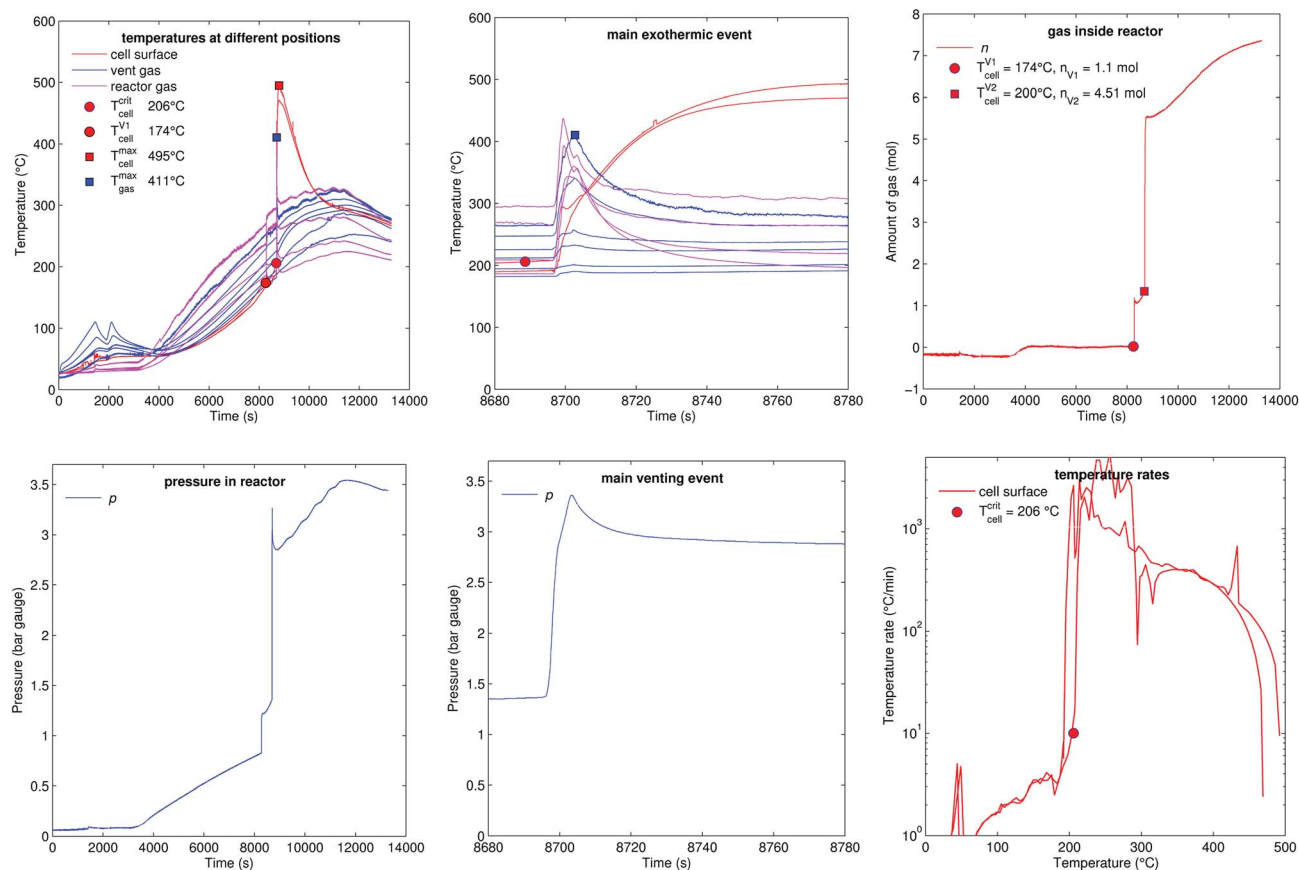 temperatures at different positions
cell surface
vent gas
reactor gas
T_cell^crit 206°C
T_cell^V1 174°C
T_cell^max 495°C
T_gas^max 411°C
600
500
400
300
200
100
0
Temperature (°C)
0 2000 4000 6000 8000 10000 12000 14000
Time (s)
main exothermic event
600
500
400
300
200
100
0
Temperature (°C)
8680 8700 8720 8740 8760 8780
Time (s)
gas inside reactor
n
T_cell^V1 = 174°C, n_V1 = 1.1 mol
T_cell^V2 = 200°C, n_V2 = 4.51 mol
8
7
6
5
4
3
2
1
0
−1
Amount of gas (mol)
0 2000 4000 6000 8000 10000 12000 14000
Time (s)
pressure in reactor
p
3.5
3
2.5
2
1.5
1
0.5
0
Pressure (bar gauge)
0 2000 4000 6000 8000 10000 12000 14000
Time (s)
main venting event
p
3.5
3
2.5
2
1.5
1
0.5
0
Pressure (bar gauge)
8680 8700 8720 8740 8760 8780
Time (s)
temperature rates
cell surface
T_cell^crit = 206 °C
10^3
10^2
10^1
10^0
Temperature rate (°C/min)
0 100 200 300 400 500
Temperature (°C)